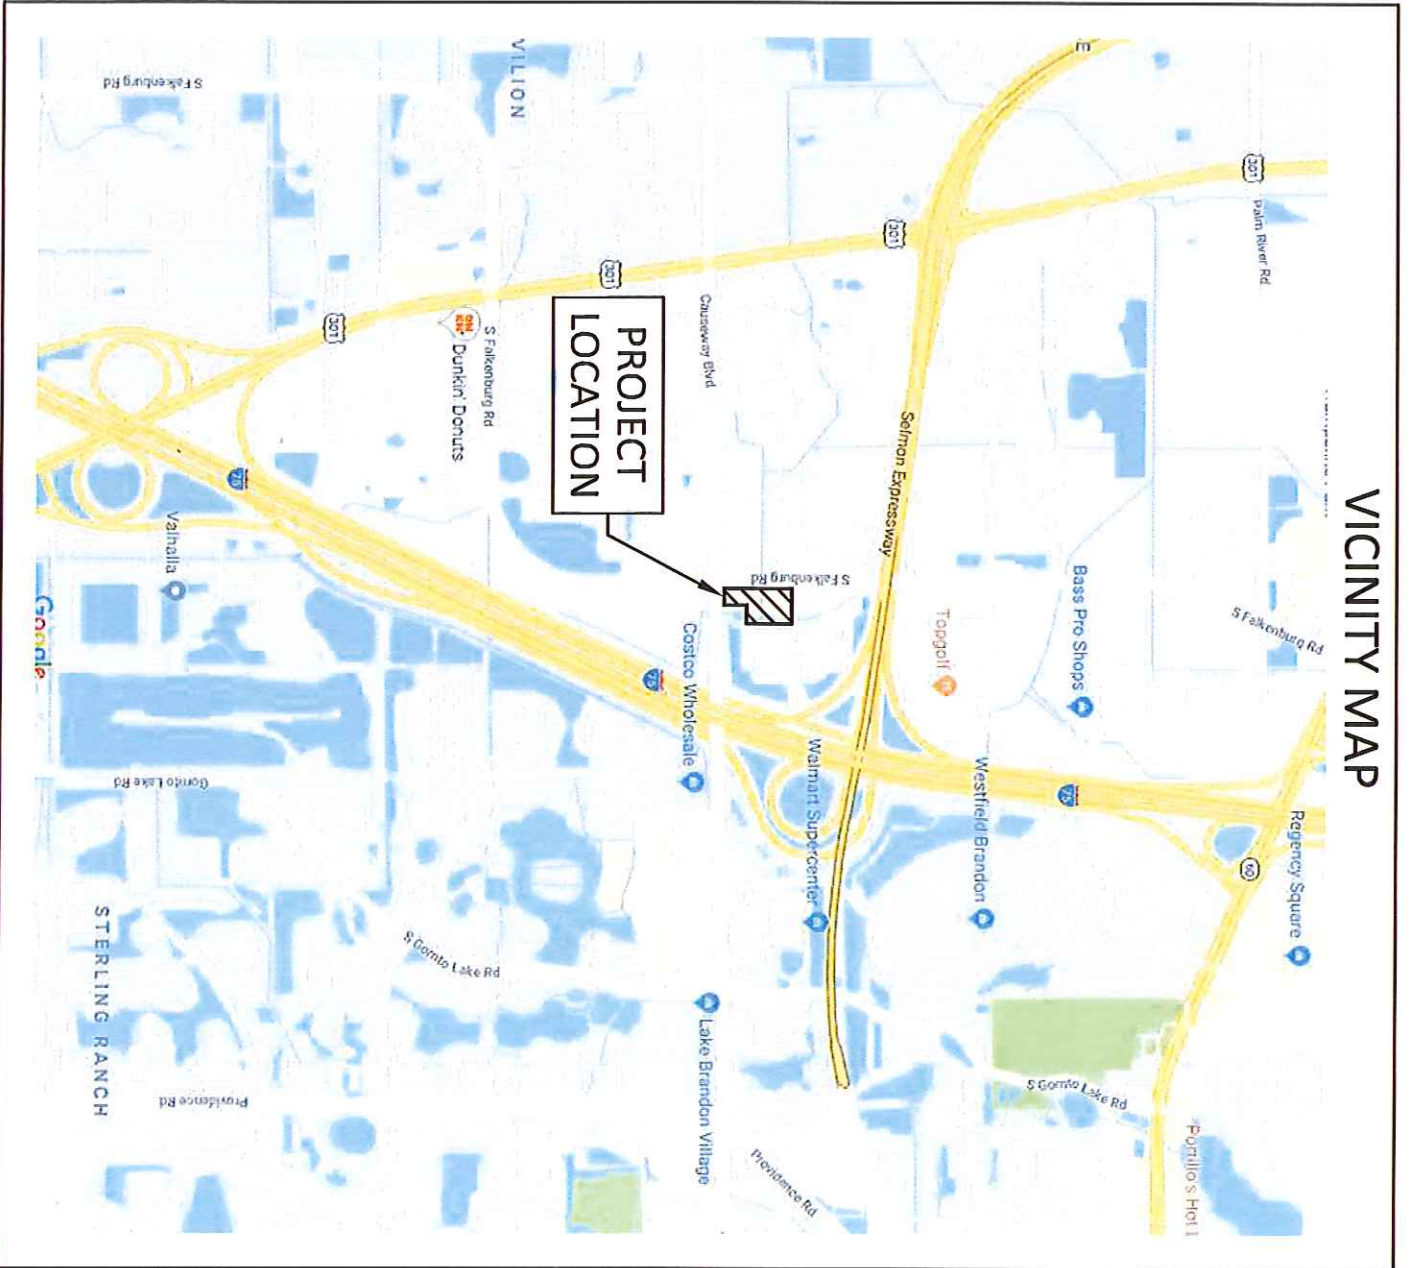 VICINITY MAP
Regency Square
60
Portillo's Hot
S Falkenburg Rd
Palm River Rd
301
Bass Pro Shops
S Gornto Lake Rd
75
Westfield Brandon
Topgolf
Selmon Expressway
301
Walmart Supercenter
S Falkenburg Rd
Providence Rd
Causeway Blvd
Costco Wholesale
Lake Brandon Village
75
PROJECT
LOCATION
301
VILION
S Falkenburg Rd
Dunkin' Donuts
S Gornto Lake Rd
301
75
Valhalla
S Falkenburg Rd
Gornto Lake Rd
Providence Rd
STERLING RANCH
Google